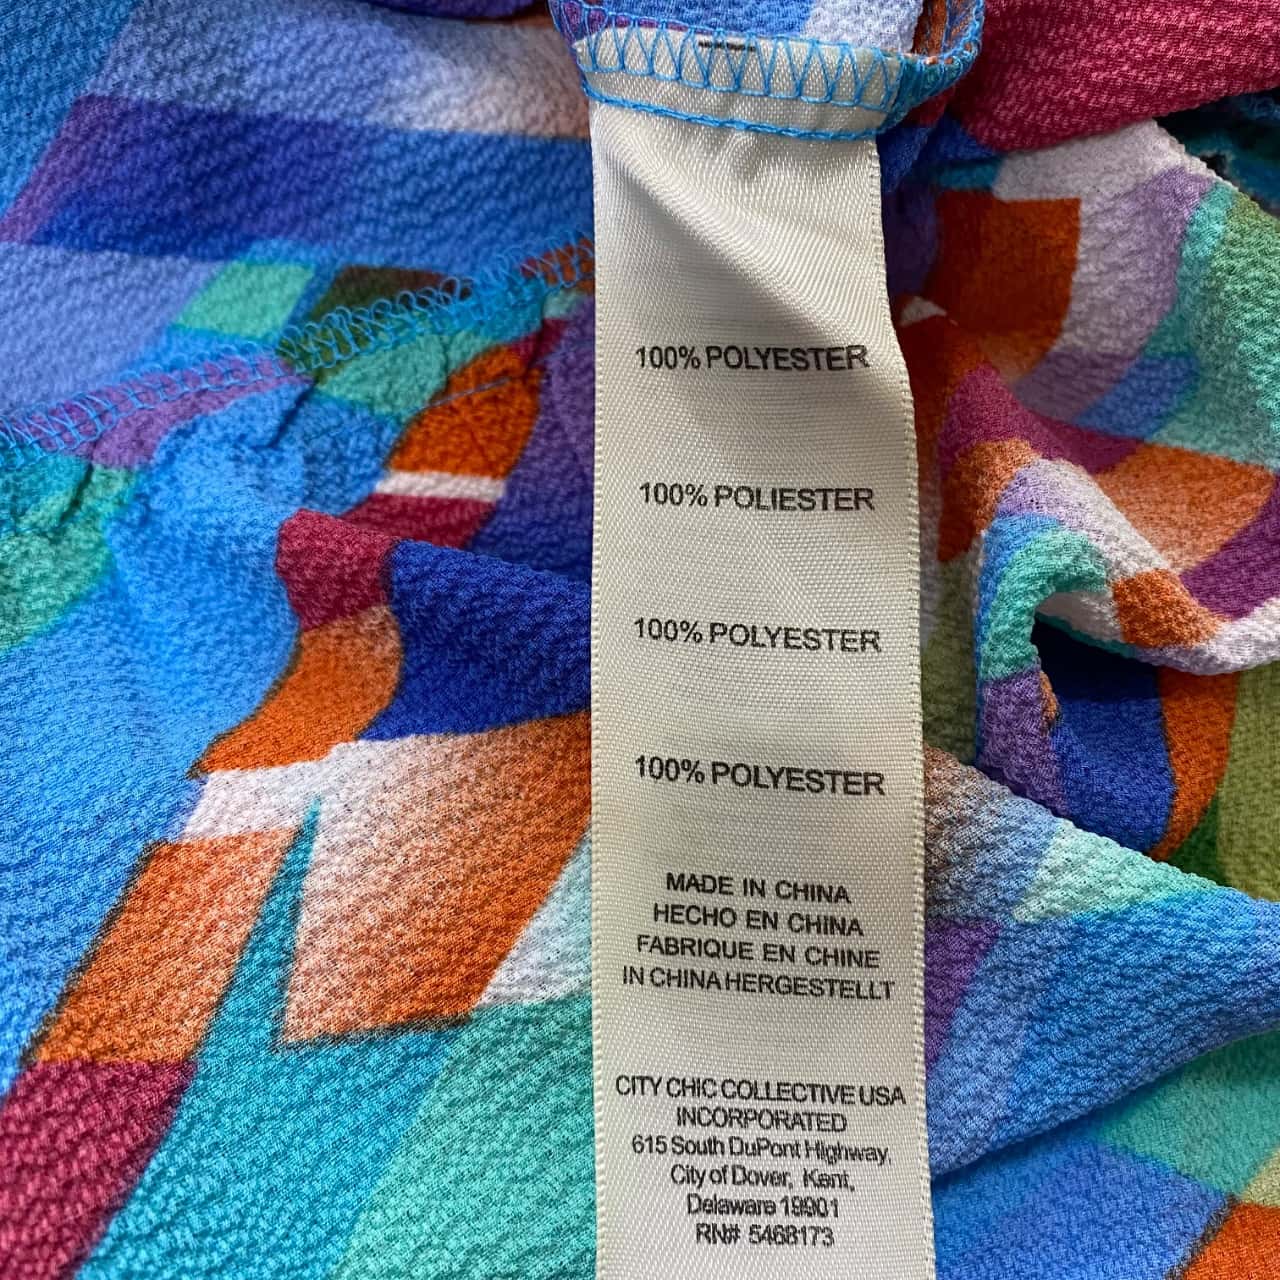 100% POLYESTER
100% POLIESTER
100% POLYESTER
100% POLYESTER
MADE IN CHINA
HECHO EN CHINA
FABRIQUE EN CHINE
IN CHINA HERGESTELLT
CITY CHIC COLLECTIVE USA
INCORPORATED
615 South DuPont Highway,
City of Dover, Kent,
Delaware 19901
RN# 5468173